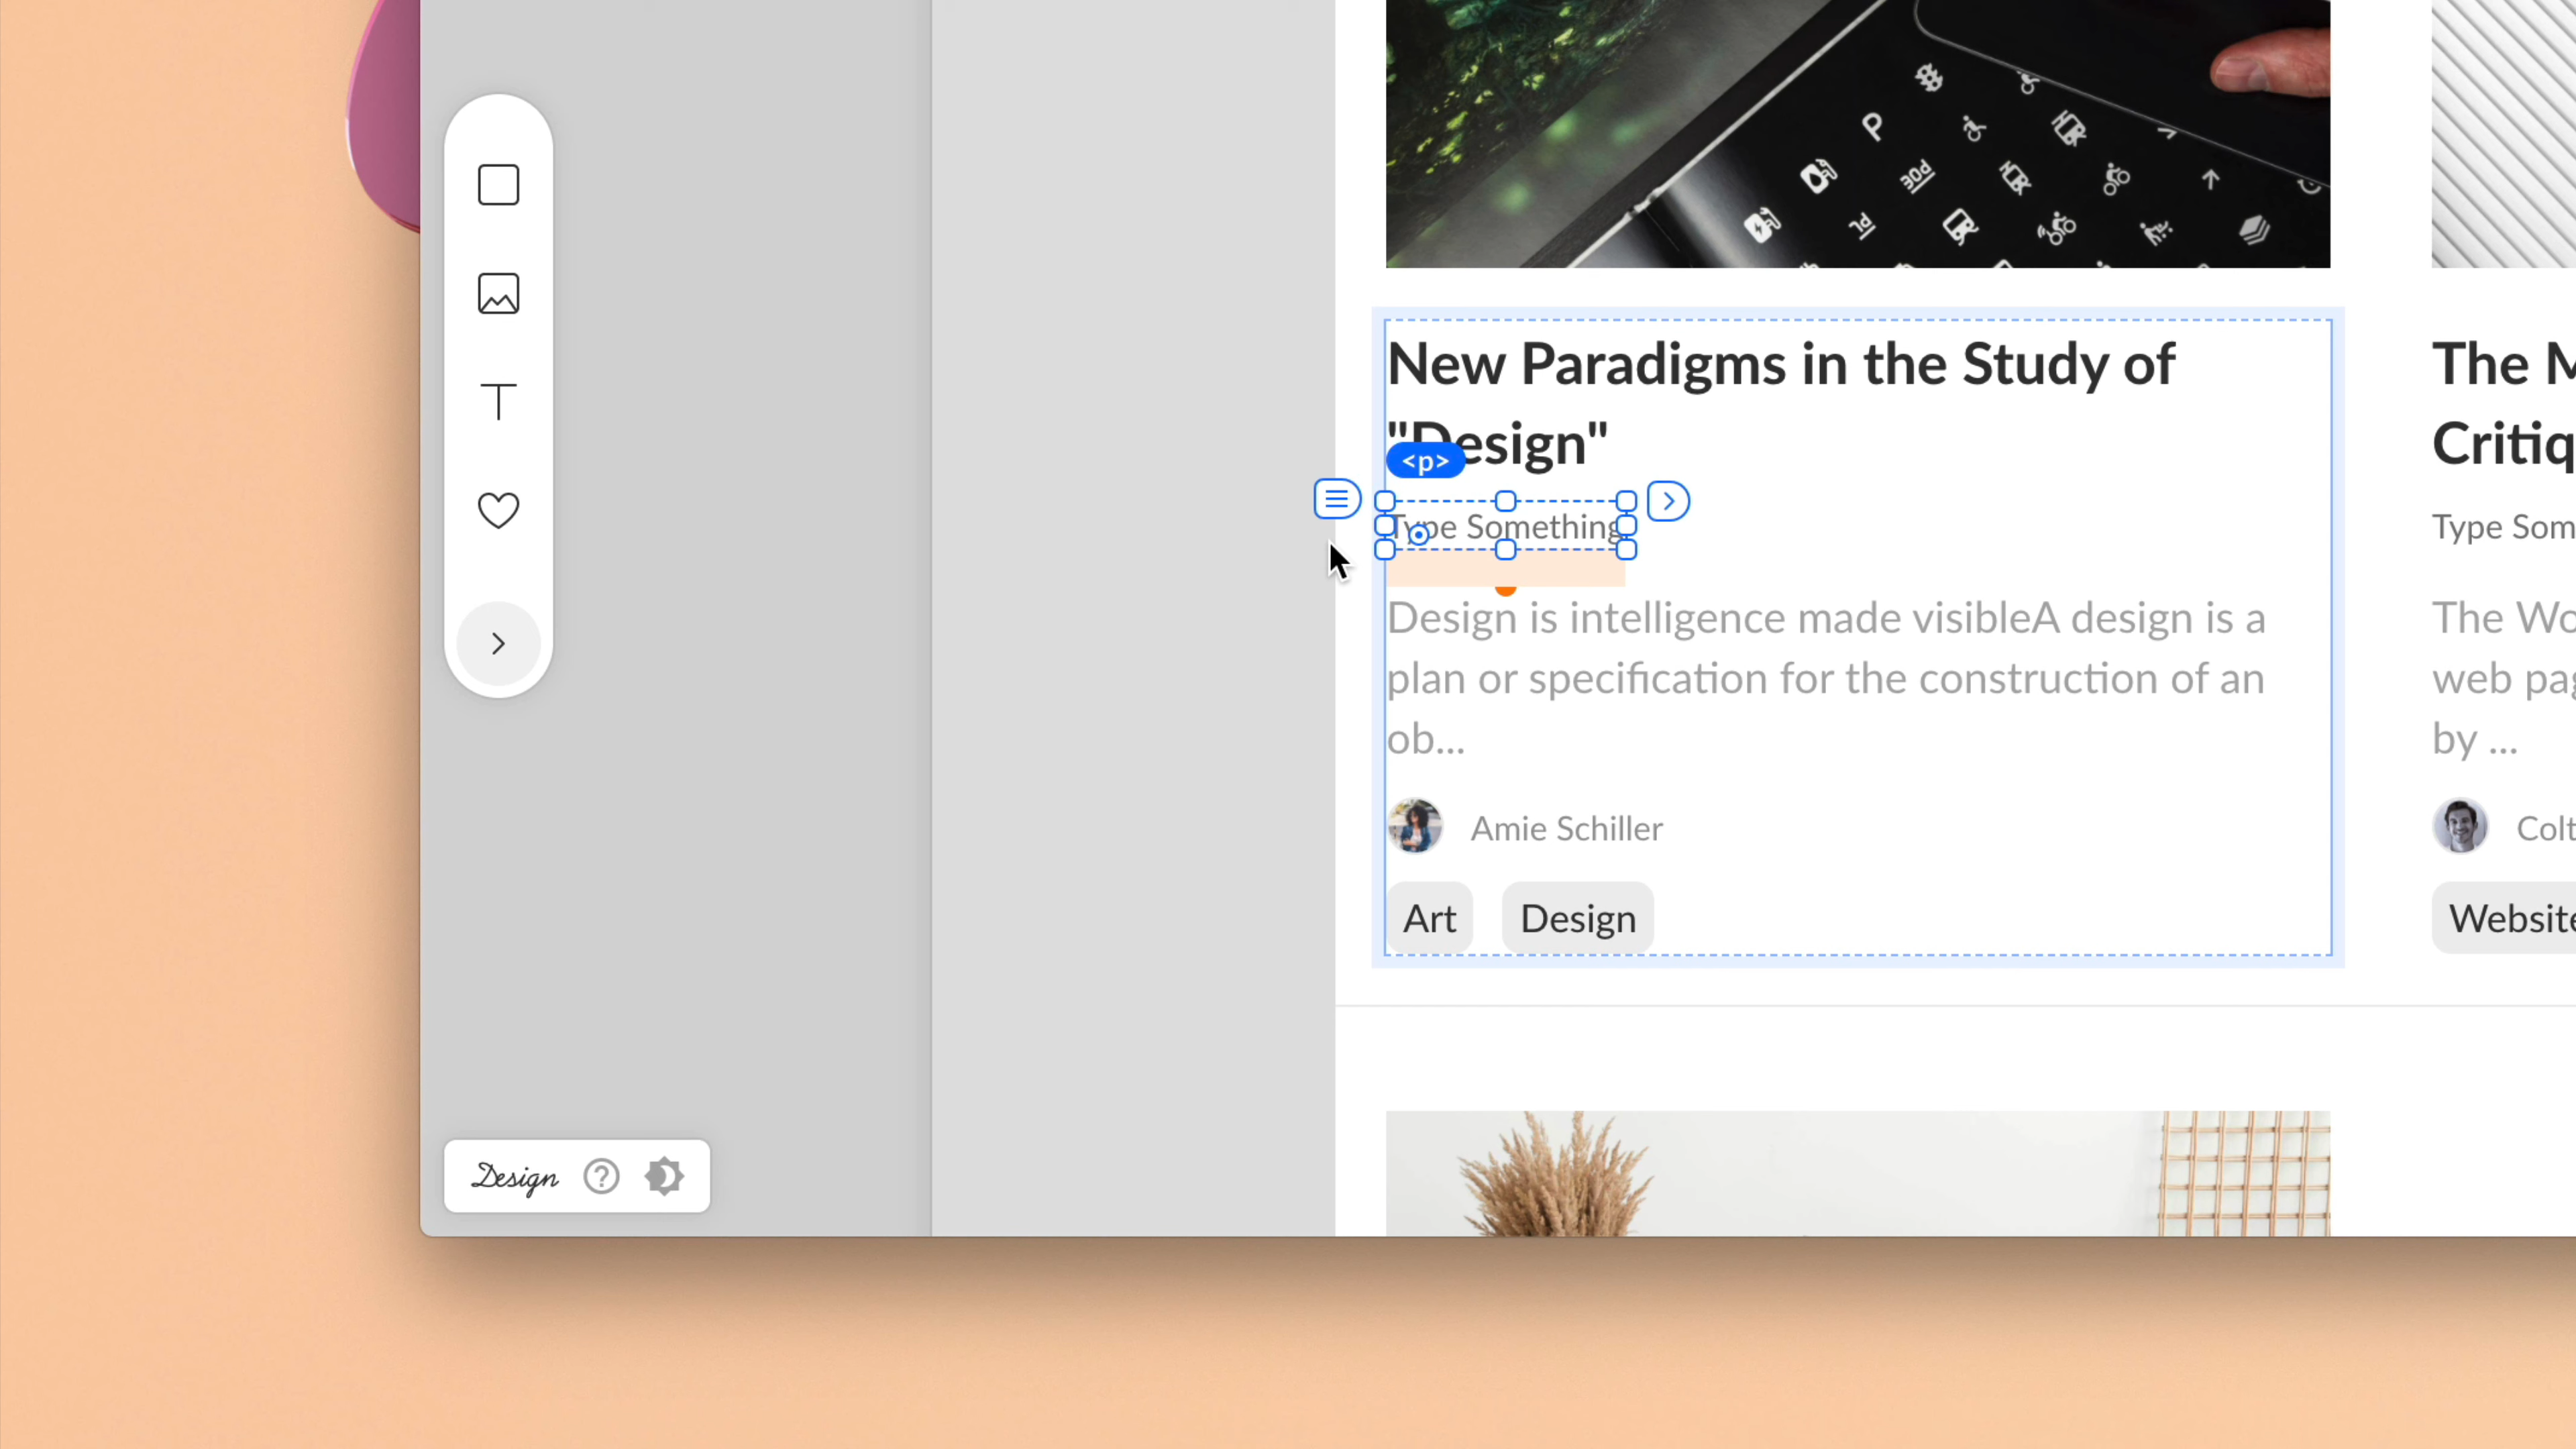 P
30d
New Paradigms in the Study of
"Design"
<p>
Type Something
Design is intelligence made visibleA design is a
plan or specification for the construction of an
ob...
Amie Schiller
Art
Design
The M
Critiq
Type Som
The Wo
web pag
by ...
Colt
Website
Design